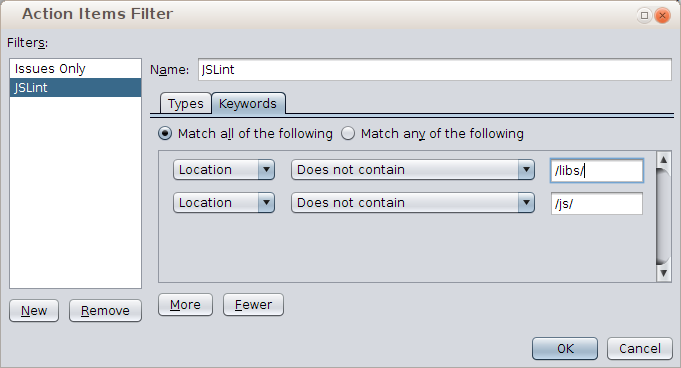 Action Items Filter
Filters:
Issues Only
JSLint
Name: JSLint
Types Keywords
Match all of the following Match any of the following
Location Does not contain /libs/
Location Does not contain /js/
New Remove More Fewer
OK Cancel